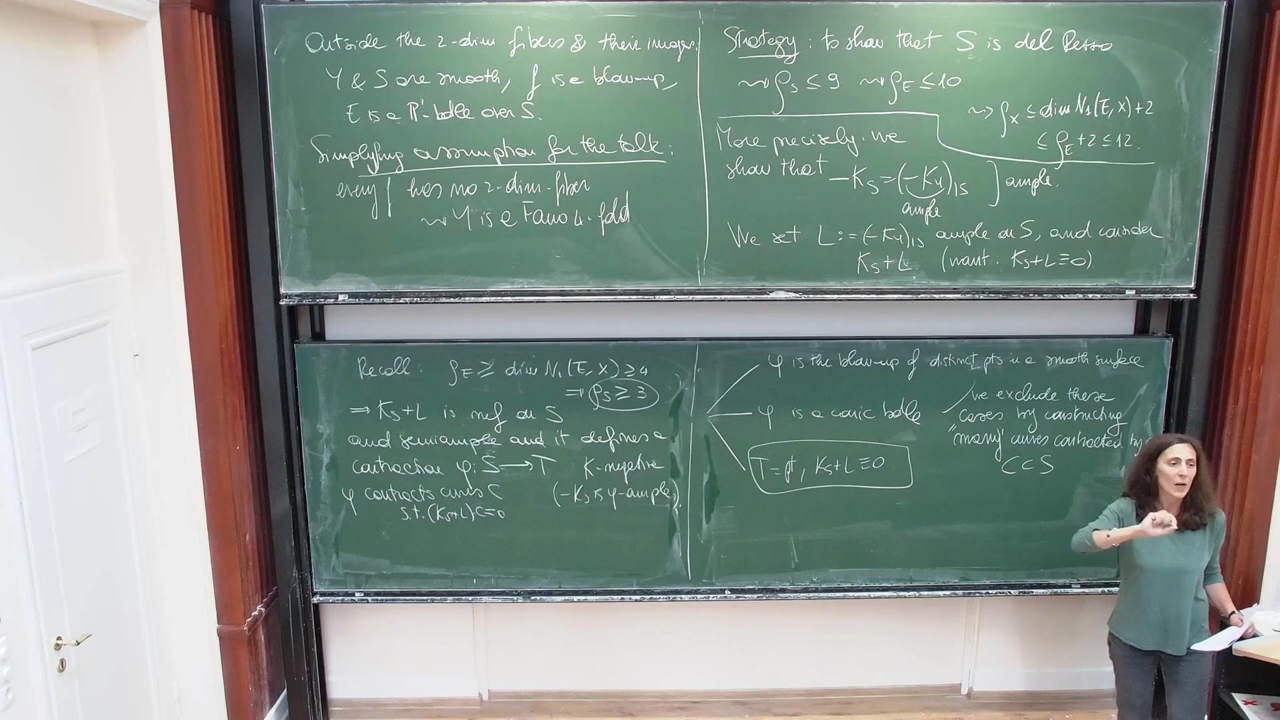 Outside the 2-dim fibers & their images,
Y & S are smooth, f is a blow-up,
E is a P¹-bdle over S.
Simplifying assumption for the talk:
every f has no 2-dim. fiber
⇝ Y is a Fano 4-fold
Strategy: to show that S is del Pezzo
⇝ ρ_S ≤ 9 ⇝ ρ_E ≤ 10
⇝ ρ_X ≤ dim N₁(E,X)+2
≤ ρ_E+2 ≤ 12.
More precisely: we
show that -K_S = (-K_Y)|S ] ample.
ample
We set L := (-K_Y)|S ample on S, and consider
K_S+L. (want: K_S+L≡0)
Recall: ρ_E ≥ dim N₁(E,X) ≥ 4
⇒ ρ_S ≥ 3
⇒ K_S+L is nef on S
and semiample and it defines a
contraction φ: S → T K-negative
φ contracts curves C (-K_S is φ-ample)
s.t. (K_S+L)·C=0
φ is the blow-up of distinct pts in a smooth surface
φ is a conic bdle
T=pt, K_S+L≡0
we exclude these
cases by constructing
"many" curves contracted by
C⊂S